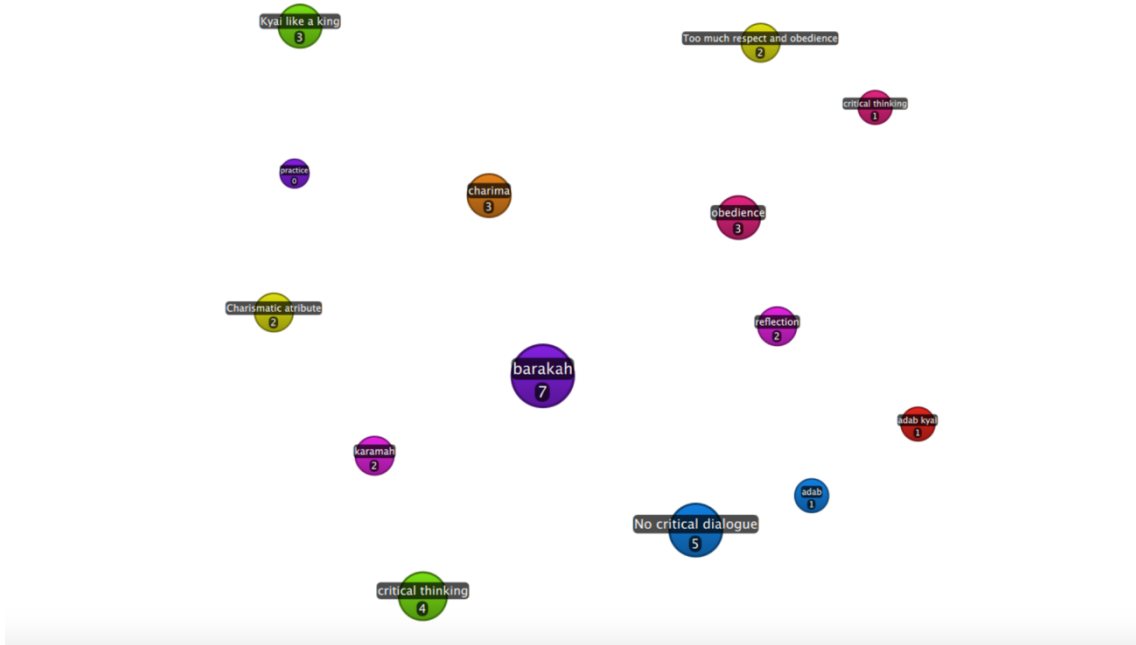 Kyai like a king
3
Too much respect and obedience
2
critical thinking
1
practice
0
charima
3
obedience
3
Charismatic atribute
2
reflection
2
barakah
7
adab kyai
1
karamah
2
adab
1
No critical dialogue
5
critical thinking
4